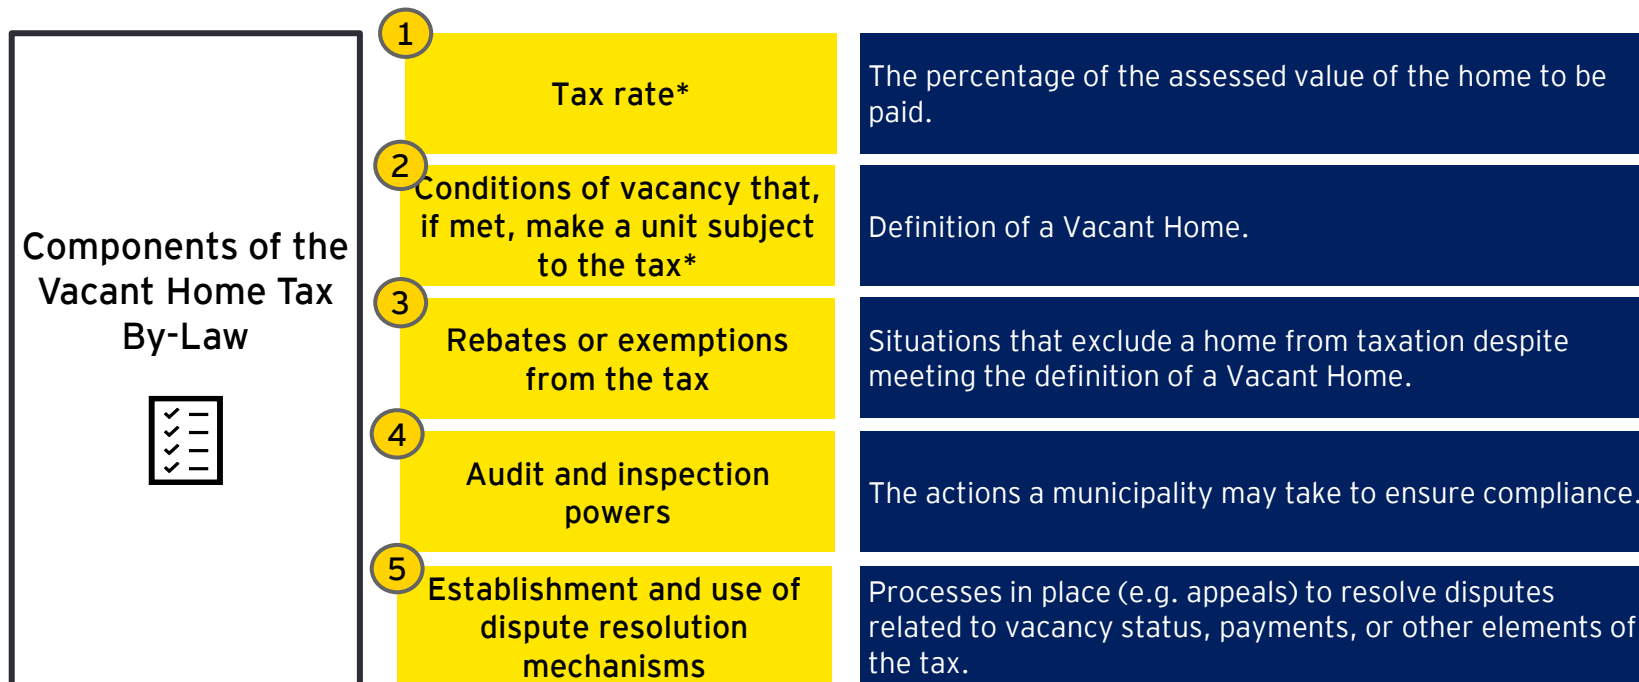 Components of the
Vacant Home Tax
By-Law
1
Tax rate*
The percentage of the assessed value of the home to be
paid.
2
Conditions of vacancy that,
if met, make a unit subject
to the tax*
Definition of a Vacant Home.
3
Rebates or exemptions
from the tax
Situations that exclude a home from taxation despite
meeting the definition of a Vacant Home.
4
Audit and inspection
powers
The actions a municipality may take to ensure compliance.
5
Establishment and use of
dispute resolution
mechanisms
Processes in place (e.g. appeals) to resolve disputes
related to vacancy status, payments, or other elements of
the tax.